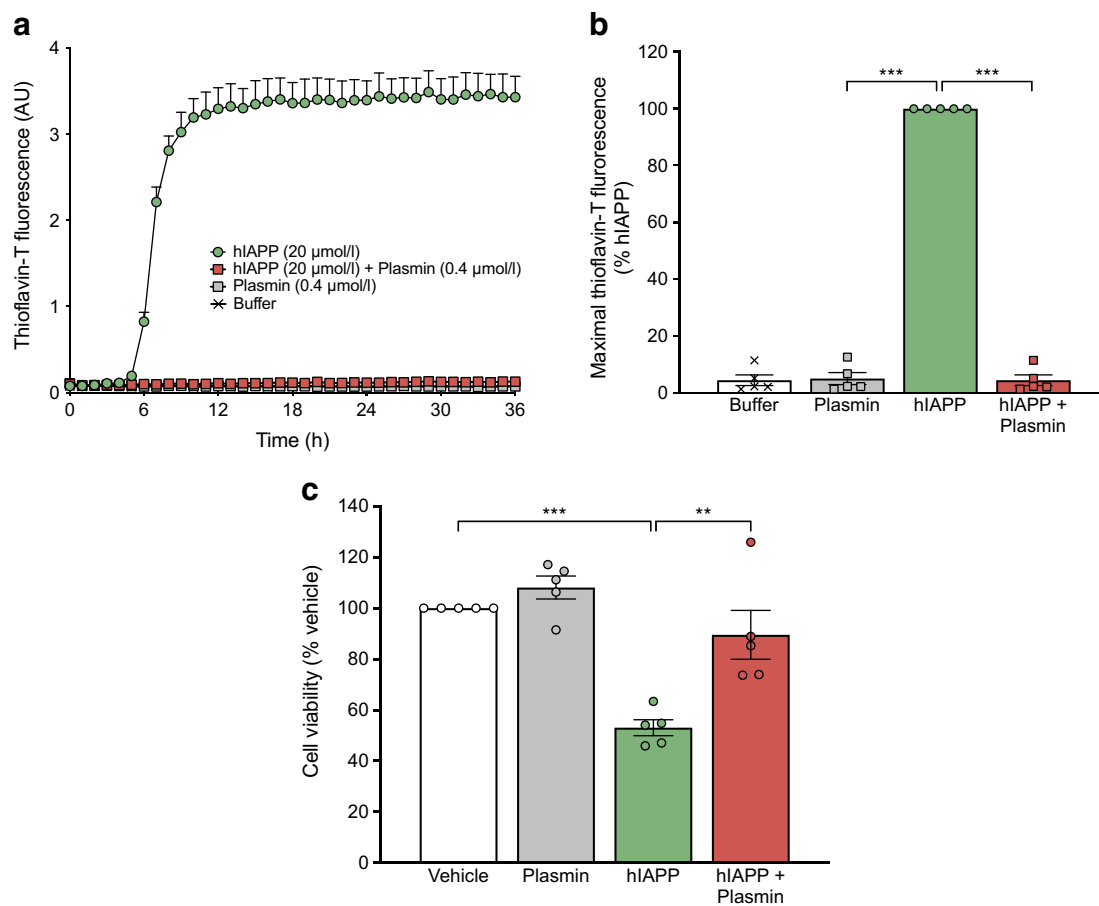 a
Thioflavin-T fluorescence (AU)
4
3
2
1
0
0 6 12 18 24 30 36
Time (h)
hIAPP (20 µmol/l)
hIAPP (20 µmol/l) + Plasmin (0.4 µmol/l)
Plasmin (0.4 µmol/l)
Buffer
b
Maximal thioflavin-T flurorescence
(% hIAPP)
120
100
80
60
40
20
0
*** ***
Buffer Plasmin hIAPP hIAPP +
Plasmin
c
Cell viability (% vehicle)
140
120
100
80
60
40
20
0
*** **
Vehicle Plasmin hIAPP hIAPP +
Plasmin